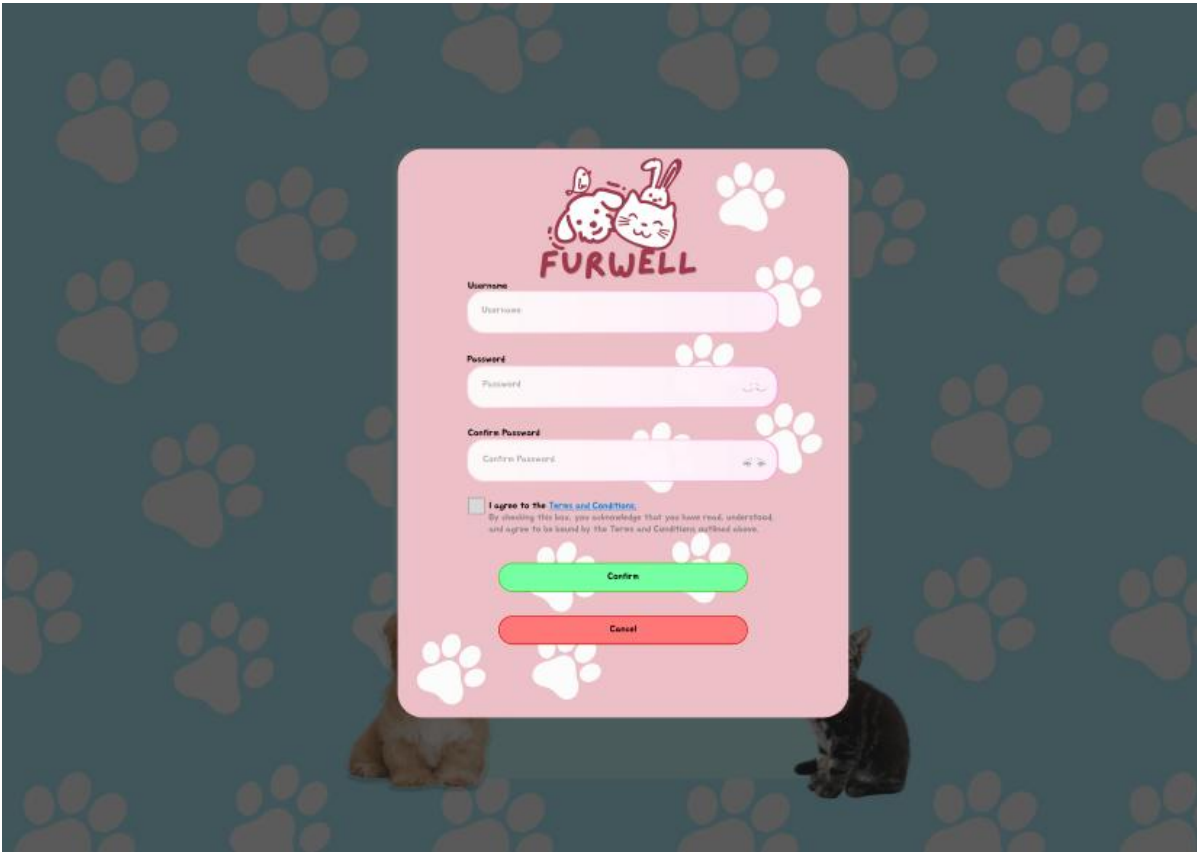 FURWELL
Username
Username
Password
Password
Confirm Password
Confirm Password
I agree to the Terms and Conditions.
By checking this box, you acknowledge that you have read, understood,
and agree to be bound by the Terms and Conditions outlined above.
Confirm
Cancel